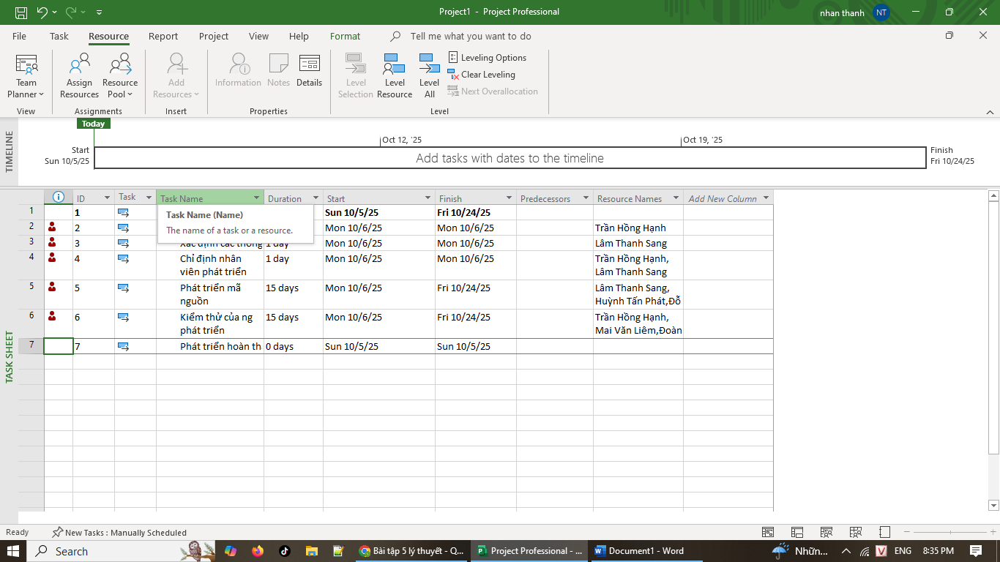 Project1 - Project Professional
nhan thanh NT
File Task Resource Report Project View Help Format Tell me what you want to do
Team Planner
Assign Resources
Resource Pool
Add Resources
Information
Notes
Details
Level Selection
Level Resource
Level All
Leveling Options
Clear Leveling
Next Overallocation
View Assignments Insert Properties Level
TIMELINE
Today
Oct 12, '25 Oct 19, '25
Start
Sun 10/5/25
Add tasks with dates to the timeline
Finish
Fri 10/24/25
TASK SHEET
ID Task Task Name Duration Start Finish Predecessors Resource Names Add New Column
Task Name (Name)
The name of a task or a resource.
1 1 Sun 10/5/25 Fri 10/24/25
2 2 Mon 10/6/25 Mon 10/6/25 Trần Hồng Hạnh
3 3 Xác định các thông 1 day Mon 10/6/25 Mon 10/6/25 Lâm Thanh Sang
4 4 Chỉ định nhân 1 day Mon 10/6/25 Mon 10/6/25 Trần Hồng Hạnh,
viên phát triển Lâm Thanh Sang
5 5 Phát triển mã 15 days Mon 10/6/25 Fri 10/24/25 Lâm Thanh Sang,
nguồn Huỳnh Tấn Phát,Đỗ
6 6 Kiểm thử của ng 15 days Mon 10/6/25 Fri 10/24/25 Trần Hồng Hạnh,
phát triển Mai Văn Liêm,Đoàn
7 7 Phát triển hoàn th 0 days Sun 10/5/25 Sun 10/5/25
Ready New Tasks : Manually Scheduled
Search
Bài tập 5 lý thuyết - Q...
Project Professional - ...
Document1 - Word
Nhữn...
V ENG 8:35 PM